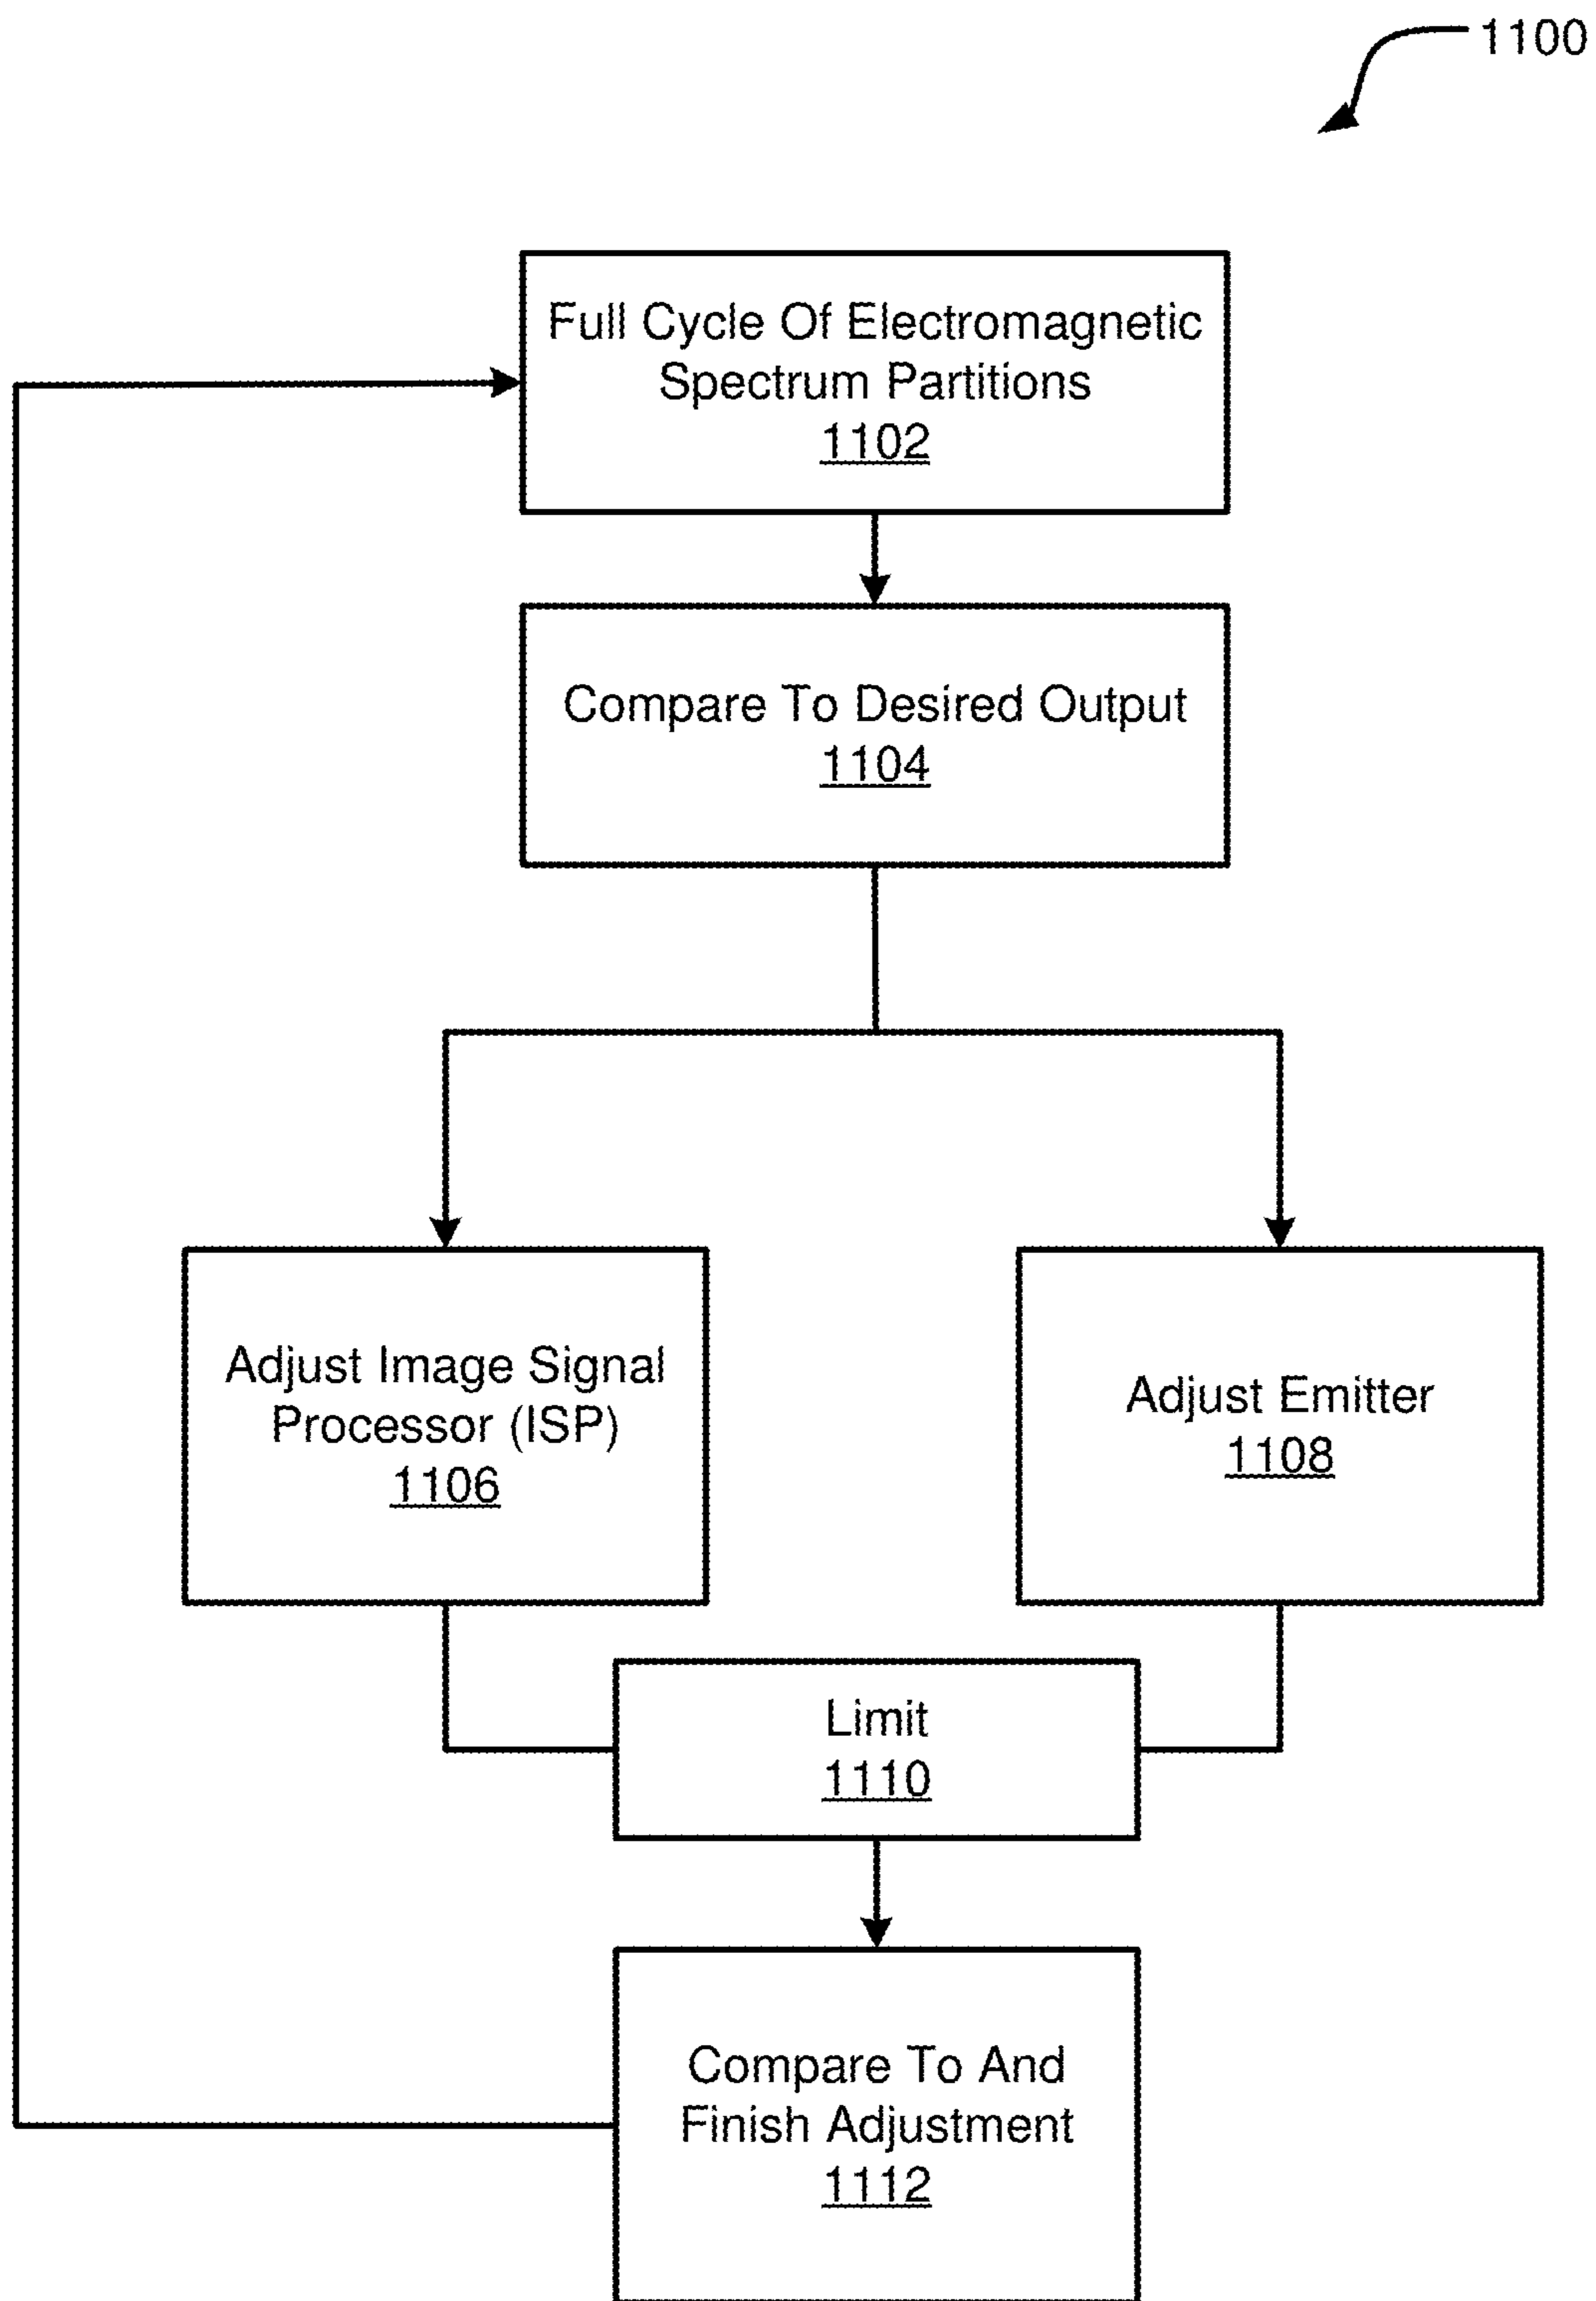 1100
Full Cycle Of Electromagnetic
Spectrum Partitions
1102
Compare To Desired Output
1104
Adjust Image Signal
Processor (ISP)
1106
Adjust Emitter
1108
Limit
1110
Compare To And
Finish Adjustment
1112